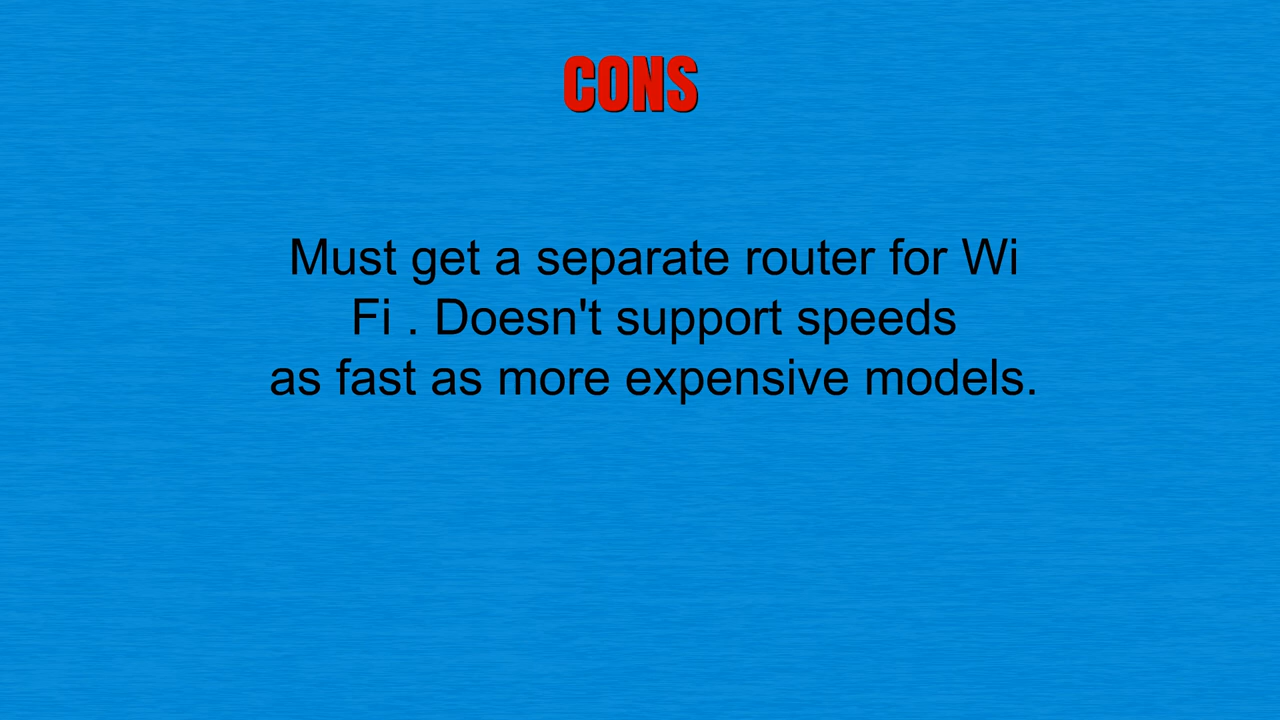 CONS
Must get a separate router for Wi
Fi . Doesn't support speeds
as fast as more expensive models.